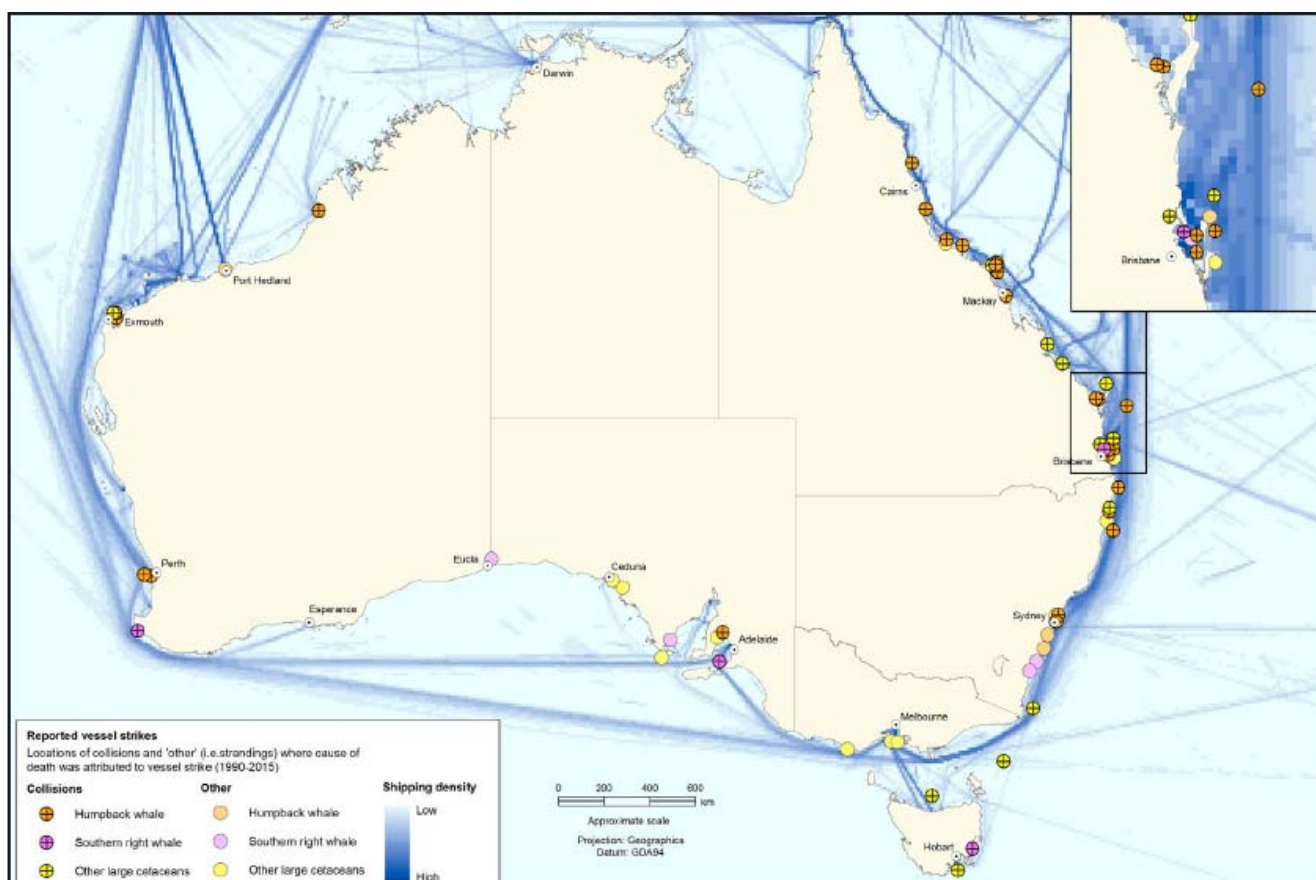 Darwin
Cairns
Port Hedland
Mackay
Exmouth
Brisbane
Brisbane
Perth
Eucla
Ceduna
Esperance
Sydney
Adelaide
Melbourne
Hobart
Reported vessel strikes
Locations of collisions and 'other' (i.e.strandings) where cause of
death was attributed to vessel strike (1990-2015)
Collisions Other Shipping density
Humpback whale Humpback whale Low
Southern right whale Southern right whale
Other large cetaceans Other large cetaceans High
0 200 400 600
km
Approximate scale
Projection: Geographics
Datum: GDA94